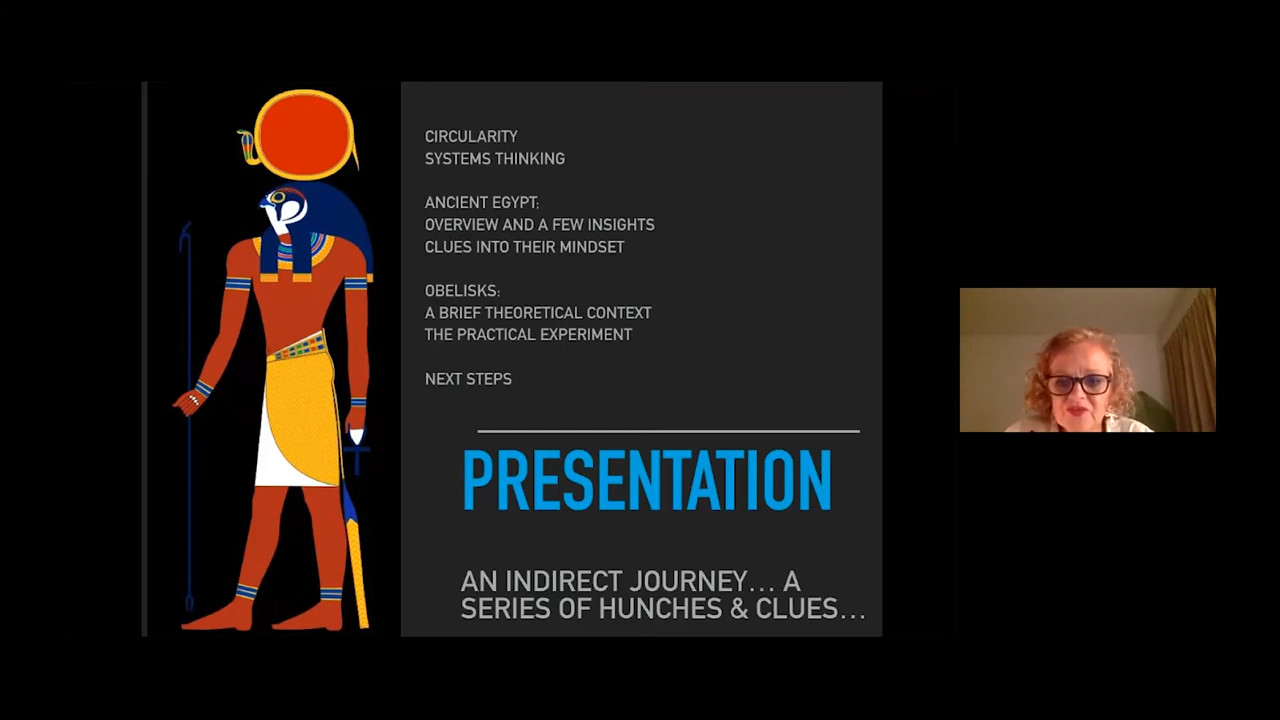 CIRCULARITY
SYSTEMS THINKING
ANCIENT EGYPT;
OVERVIEW AND A FEW INSIGHTS
CLUES INTO THEIR MINDSET
OBELISKS:
A BRIEF THEORETICAL CONTEXT
THE PRACTICAL EXPERIMENT
NEXT STEPS
PRESENTATION
AN INDIRECT JOURNEY... A
SERIES OF HUNCHES & CLUES...